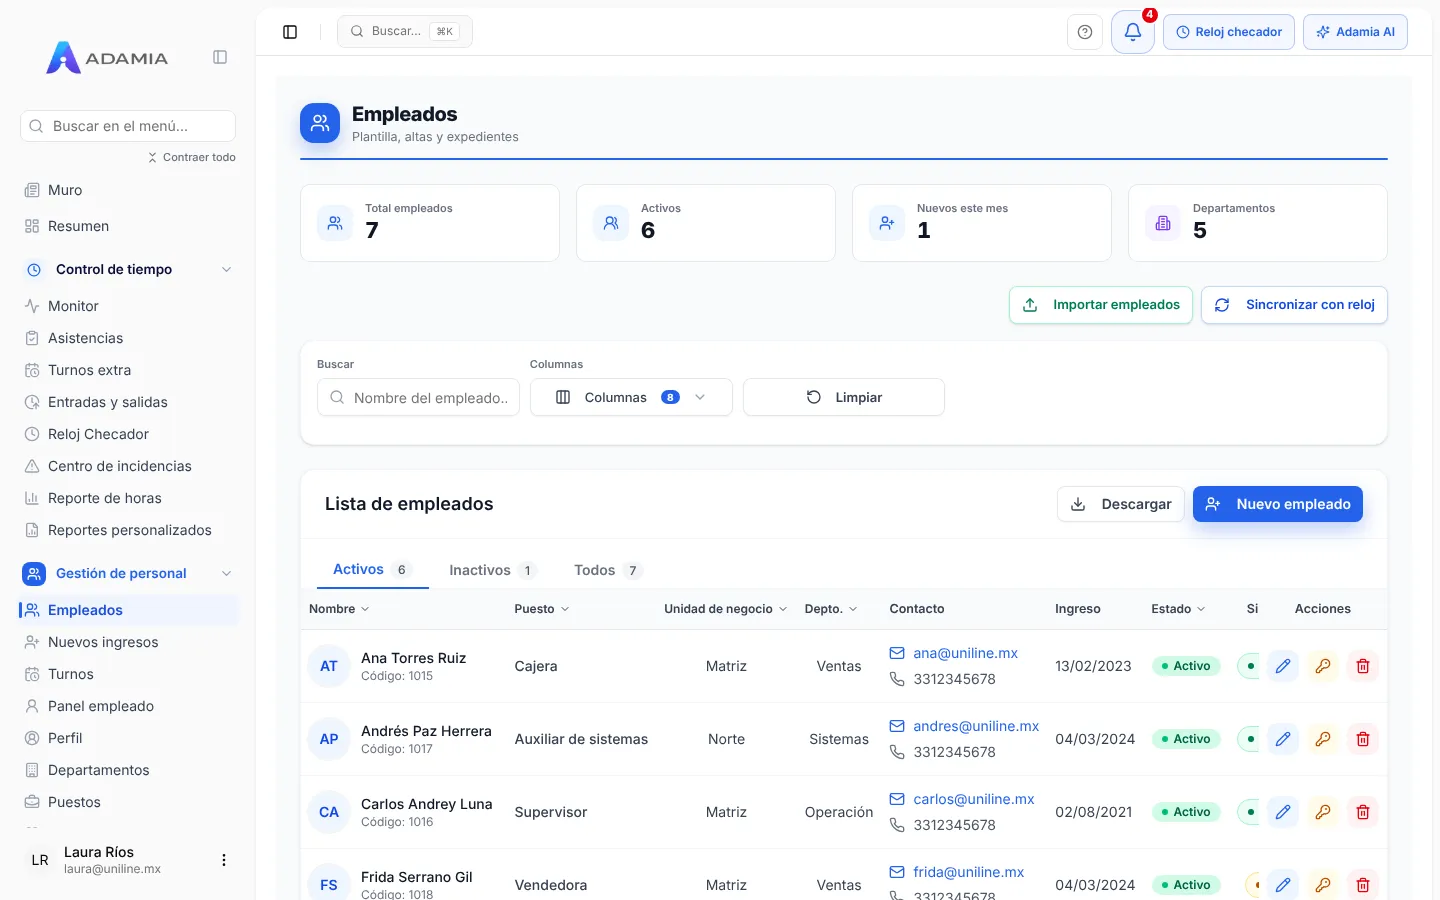 ADAMIA
Buscar en el menú...
Contraer todo
Muro
Resumen
Control de tiempo
Monitor
Asistencias
Turnos extra
Entradas y salidas
Reloj Checador
Centro de incidencias
Reporte de horas
Reportes personalizados
Gestión de personal
Empleados
Nuevos ingresos
Turnos
Panel empleado
Perfil
Departamentos
Puestos
LR
Laura Ríos
laura@uniline.mx
Buscar... ⌘K
4
Reloj checador
Adamia AI
Empleados
Plantilla, altas y expedientes
Total empleados
7
Activos
6
Nuevos este mes
1
Departamentos
5
Importar empleados
Sincronizar con reloj
Buscar
Columnas
Nombre del empleado..
Columnas 8
Limpiar
Lista de empleados
Descargar
Nuevo empleado
Activos 6
Inactivos 1
Todos 7
Nombre Puesto Unidad de negocio Depto. Contacto Ingreso Estado Si Acciones
AT
Ana Torres Ruiz
Código: 1015
Cajera
Matriz
Ventas
ana@uniline.mx
3312345678
13/02/2023
Activo
AP
Andrés Paz Herrera
Código: 1017
Auxiliar de sistemas
Norte
Sistemas
andres@uniline.mx
3312345678
04/03/2024
Activo
CA
Carlos Andrey Luna
Código: 1016
Supervisor
Matriz
Operación
carlos@uniline.mx
3312345678
02/08/2021
Activo
FS
Frida Serrano Gil
Código: 1018
Vendedora
Matriz
Ventas
frida@uniline.mx
3312345678
04/03/2024
Activo